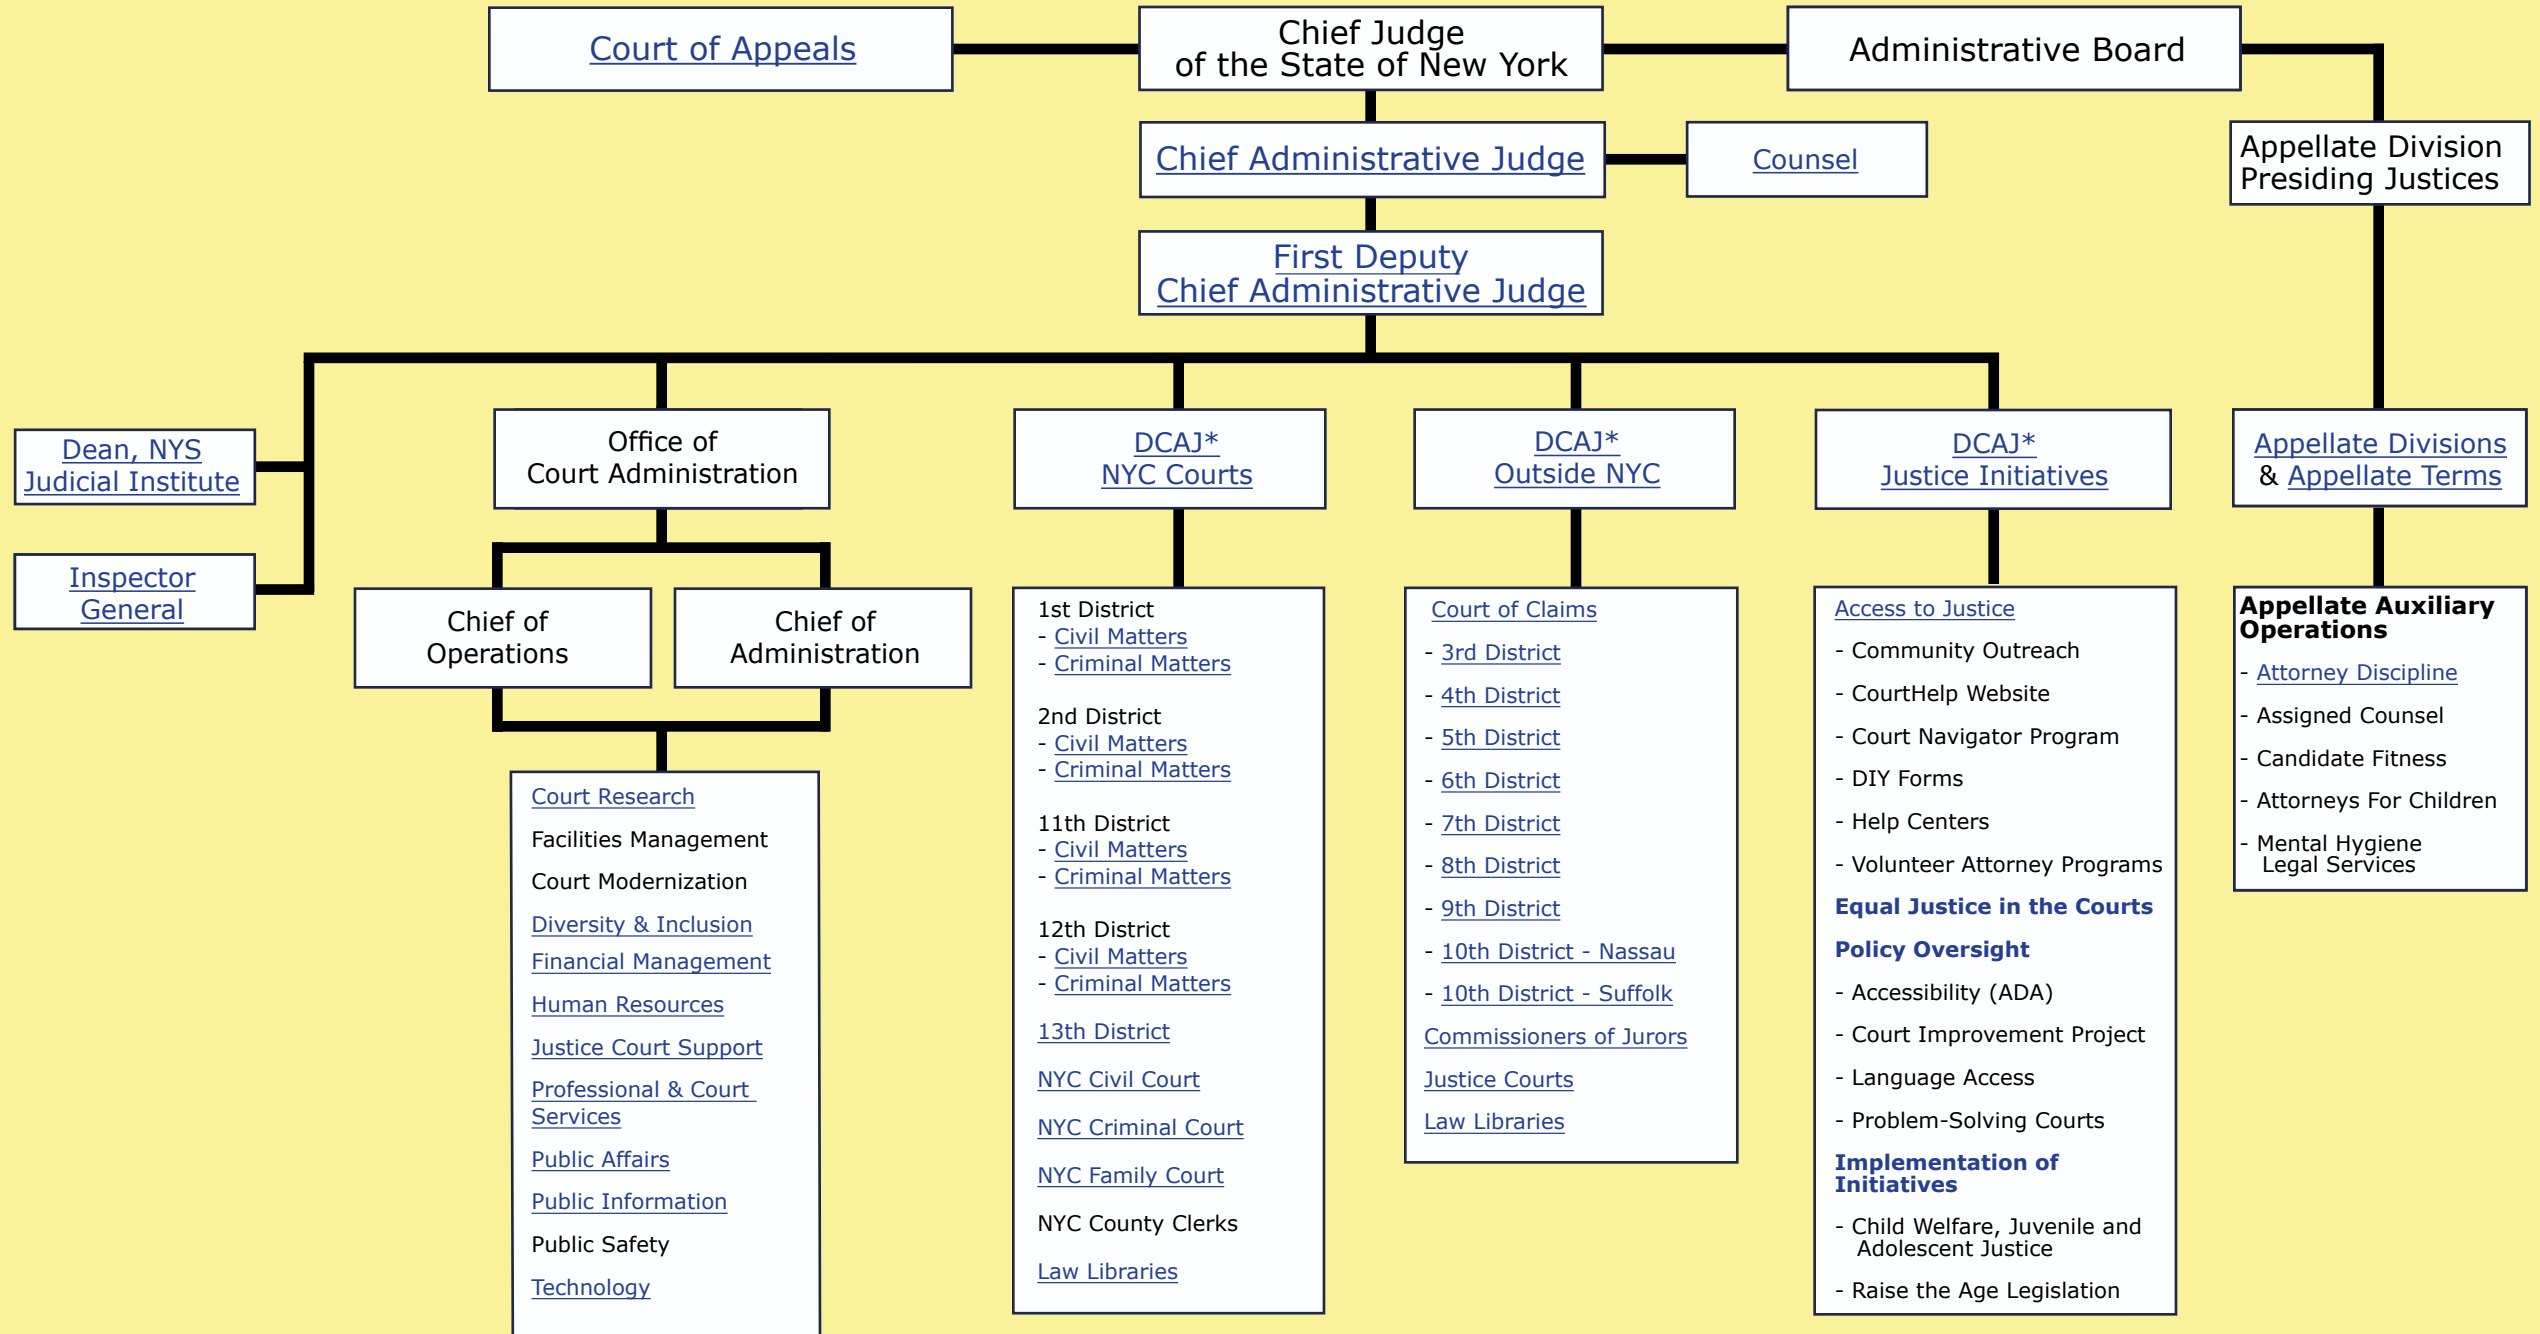 Court of Appeals
Chief Judge
of the State of New York
Administrative Board
Chief Administrative Judge
Counsel
Appellate Division
Presiding Justices
First Deputy
Chief Administrative Judge
Dean, NYS
Judicial Institute
Inspector
General
Office of
Court Administration
Chief of
Operations
Chief of
Administration
Court Research
Facilities Management
Court Modernization
Diversity & Inclusion
Financial Management
Human Resources
Justice Court Support
Professional & Court
Services
Public Affairs
Public Information
Public Safety
Technology
DCAJ*
NYC Courts
1st District
- Civil Matters
- Criminal Matters
2nd District
- Civil Matters
- Criminal Matters
11th District
- Civil Matters
- Criminal Matters
12th District
- Civil Matters
- Criminal Matters
13th District
NYC Civil Court
NYC Criminal Court
NYC Family Court
NYC County Clerks
Law Libraries
DCAJ*
Outside NYC
Court of Claims
- 3rd District
- 4th District
- 5th District
- 6th District
- 7th District
- 8th District
- 9th District
- 10th District - Nassau
- 10th District - Suffolk
Commissioners of Jurors
Justice Courts
Law Libraries
DCAJ*
Justice Initiatives
Access to Justice
- Community Outreach
- CourtHelp Website
- Court Navigator Program
- DIY Forms
- Help Centers
- Volunteer Attorney Programs
Equal Justice in the Courts
Policy Oversight
- Accessibility (ADA)
- Court Improvement Project
- Language Access
- Problem-Solving Courts
Implementation of
Initiatives
- Child Welfare, Juvenile and
Adolescent Justice
- Raise the Age Legislation
Appellate Divisions
& Appellate Terms
Appellate Auxiliary
Operations
- Attorney Discipline
- Assigned Counsel
- Candidate Fitness
- Attorneys For Children
- Mental Hygiene
Legal Services